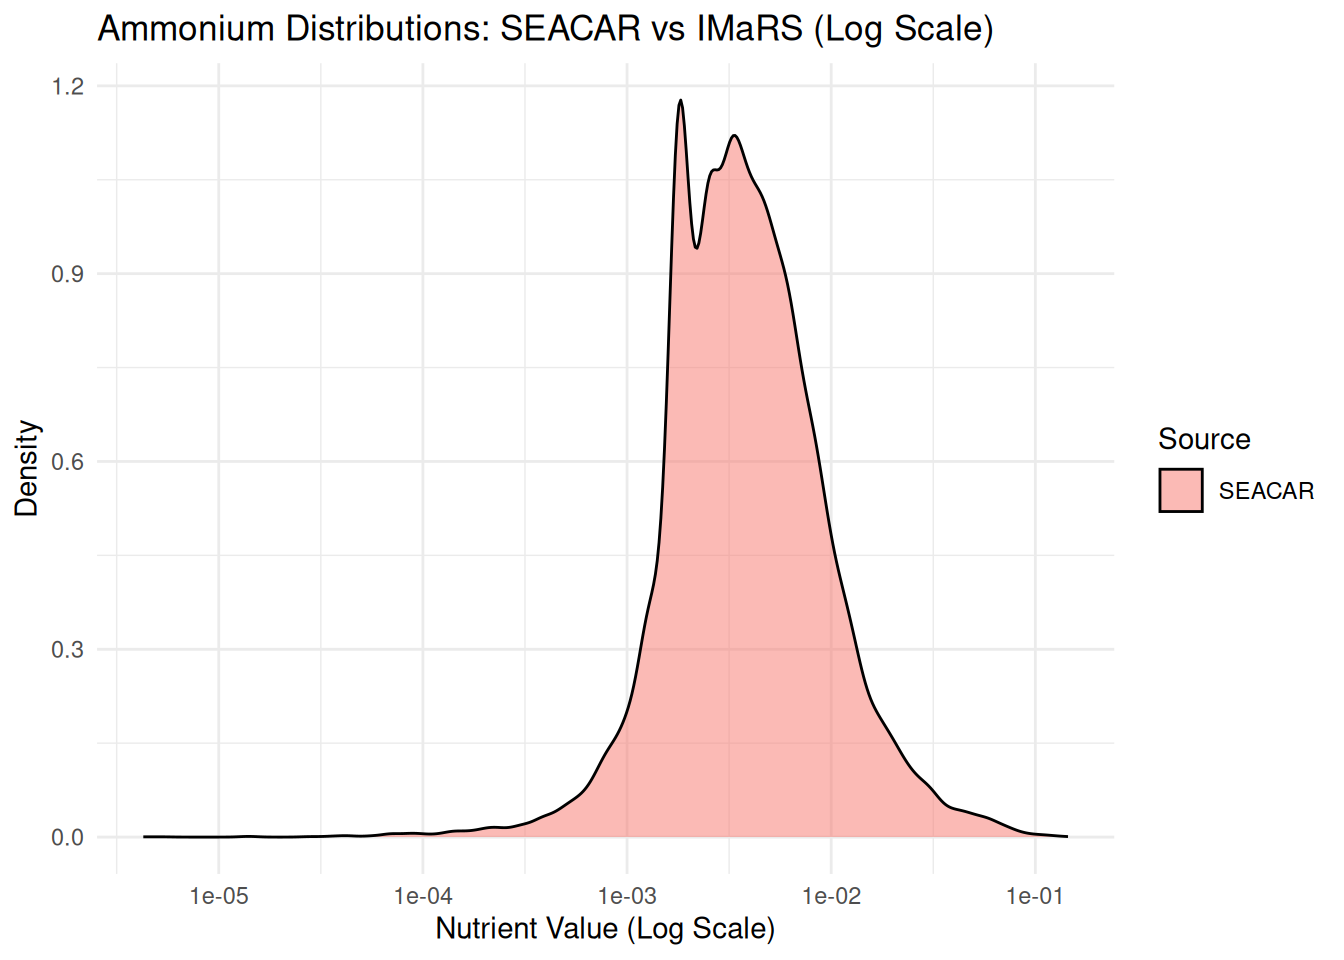 Ammonium Distributions: SEACAR vs IMaRS (Log Scale)
1.2
0.9
0.6
0.3
0.0
Density
1e-05 1e-04 1e-03 1e-02 1e-01
Nutrient Value (Log Scale)
Source
SEACAR